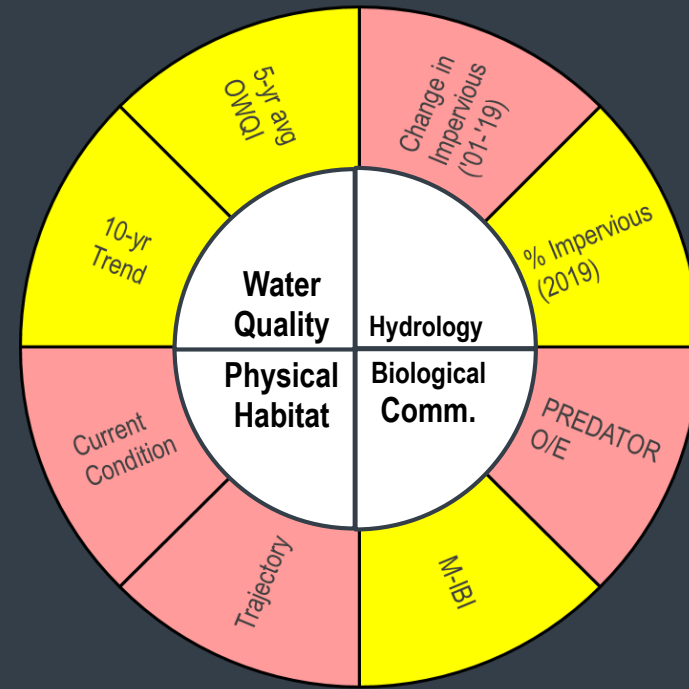 5-yr avg
OWQI
Change in
Impervious
('01-'19)
10-yr
Trend
% Impervious
(2019)
Water
Quality
Hydrology
Physical
Habitat
Biological
Comm.
Current
Condition
PREDATOR
O/E
Trajectory
M-IBI